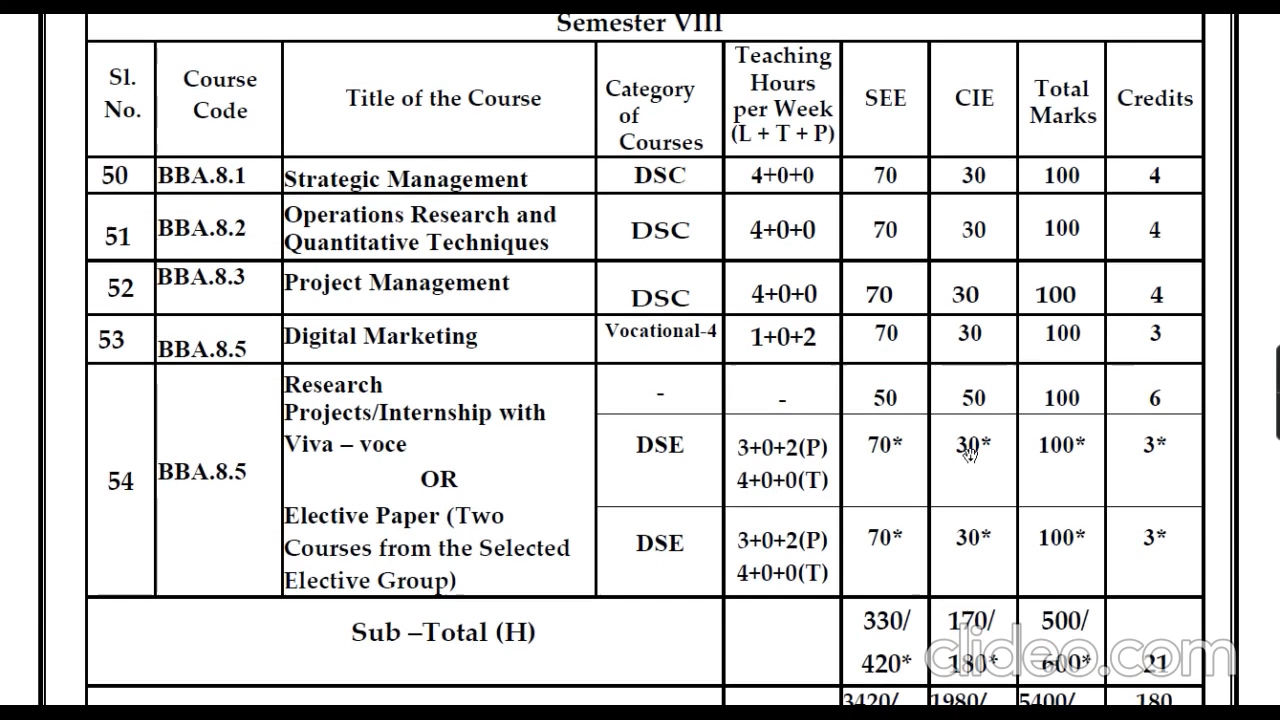 Semester VIII
Sl. No. Course Code Title of the Course Category of Courses Teaching Hours per Week (L + T + P) SEE CIE Total Marks Credits
50 BBA.8.1 Strategic Management DSC 4+0+0 70 30 100 4
51 BBA.8.2 Operations Research and Quantitative Techniques DSC 4+0+0 70 30 100 4
52 BBA.8.3 Project Management DSC 4+0+0 70 30 100 4
53 BBA.8.5 Digital Marketing Vocational-4 1+0+2 70 30 100 3
54 BBA.8.5 Research Projects/Internship with Viva – voce - - 50 50 100 6
OR
DSE 3+0+2(P) 4+0+0(T) 70* 30* 100* 3*
Elective Paper (Two Courses from the Selected Elective Group) DSE 3+0+2(P) 4+0+0(T) 70* 30* 100* 3*
Sub –Total (H) 330/ 420* 170/ 180* 500/ 600* 21
3420/ 1980/ 5400/ 180
clideo.com